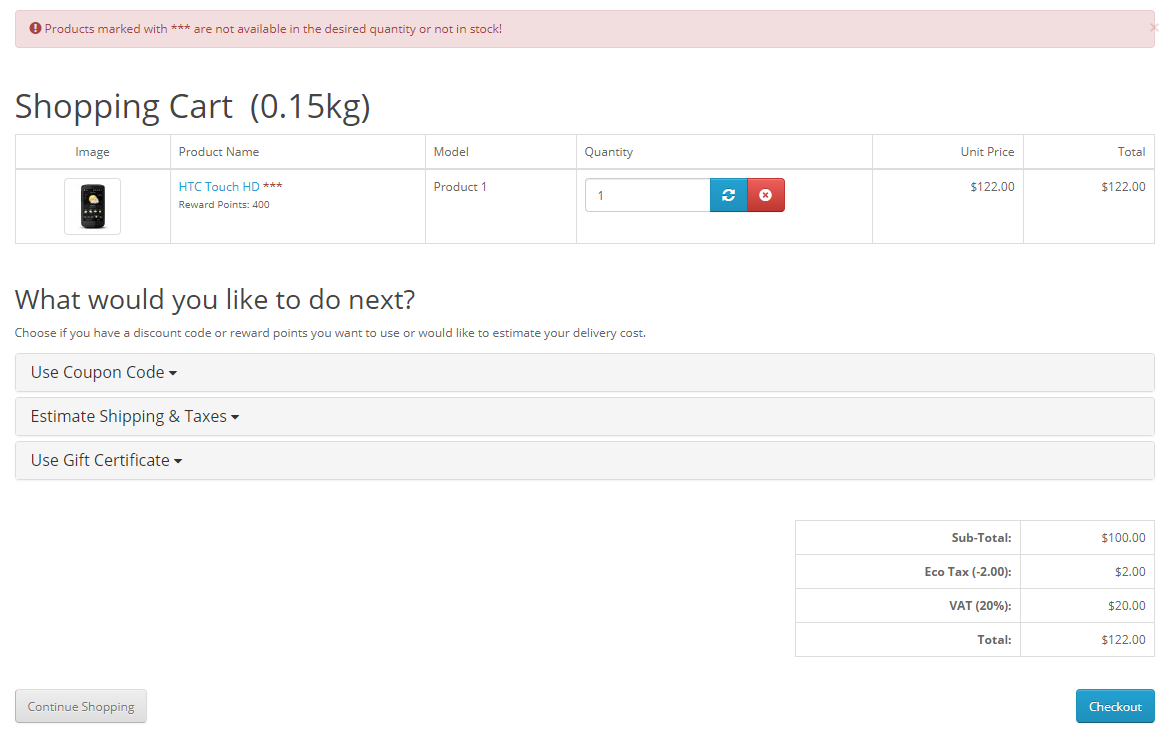 Products marked with *** are not available in the desired quantity or not in stock!
×
Shopping Cart (0.15kg)
Image Product Name Model Quantity Unit Price Total
HTC Touch HD *** Product 1 1 $122.00 $122.00
Reward Points: 400
What would you like to do next?
Choose if you have a discount code or reward points you want to use or would like to estimate your delivery cost.
Use Coupon Code
Estimate Shipping & Taxes
Use Gift Certificate
Sub-Total: $100.00
Eco Tax (-2.00): $2.00
VAT (20%): $20.00
Total: $122.00
Continue Shopping Checkout